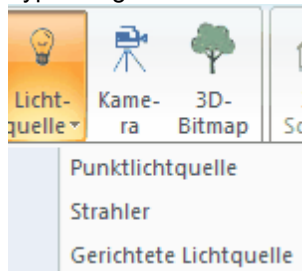 Licht- Kame- 3D-
quelle ra Bitmap
Punktlichtquelle
Strahler
Gerichtete Lichtquelle